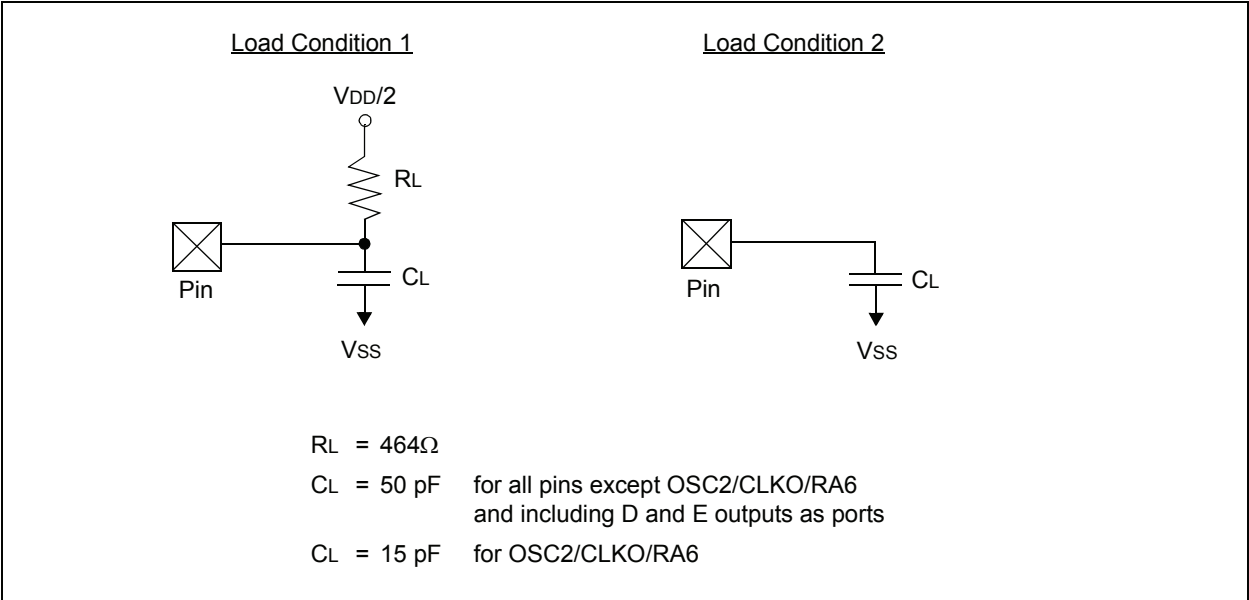 Load Condition 1
Load Condition 2
VDD/2
RL
CL
Pin
VSS
CL
Pin
VSS
RL = 464Ω
CL = 50 pF for all pins except OSC2/CLKO/RA6
and including D and E outputs as ports
CL = 15 pF for OSC2/CLKO/RA6